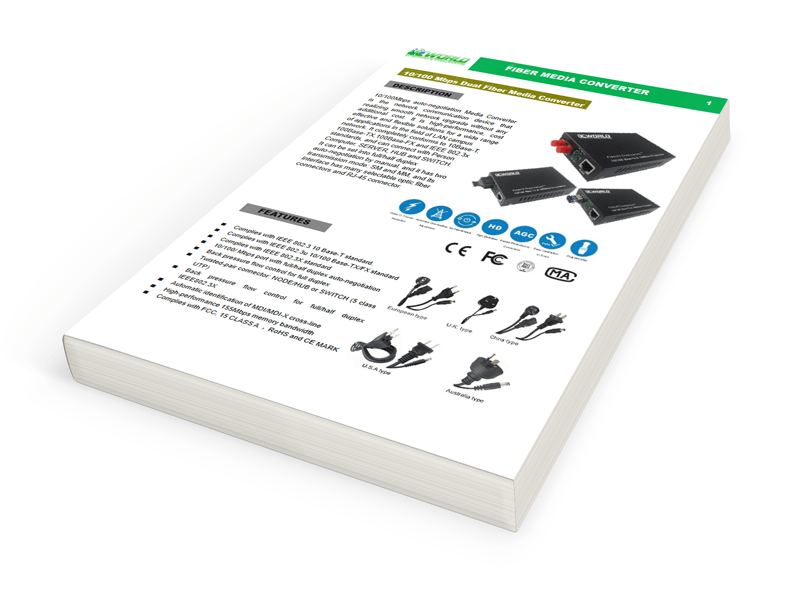 WORLD
FIBER MEDIA CONVERTER
1
10/100 Mbps Dual Fiber Media Converter
DESCRIPTION
10/100Mbps auto-negotiation Media Converter
is the network communication device that
realizing smooth network upgrade without any
additional cost. It is high-performance, cost
effective and flexible solutions for a wide range
of applications in the field of LAN campus
network. It completely conforms to 10Base-T,
100Base TX 100Base-FX and IEEE 802.3x
standards, and can connect with Person
Computer, SERVER, HUB and SWITCH.
It can be set into full/half duplex
auto-negotiation by manual, and it has two
transmission mode, SM and MM, and its
interface has many selectable optic fiber
connectors and RJ-45 connector.
WORLD
WORLD
WORLD
HD
AGC
CE
FC
MA
FEATURES
Complies with IEEE 802.3 10 Base-T standard
Complies with IEEE 802.3u 10/100 Base-TX/FX standard
Complies with IEEE 802.3X standard
10/100/ Mbps port with full/half duplex auto-negotiation
Back pressure flow control for full duplex
Twisted-pair connector: NODE/HUB or SWITCH (5 class
UTP)
Back pressure flow control for full/half duplex
IEEE802.3X
Automatic identification of MDI/MDI-X cross-line
High-performance 155Mbps memory bandwidth
Complies with FCC, 15 CLASS A 、RoHS and CE MARK
European type
U.K. type
China type
U.S.A type
Australia type